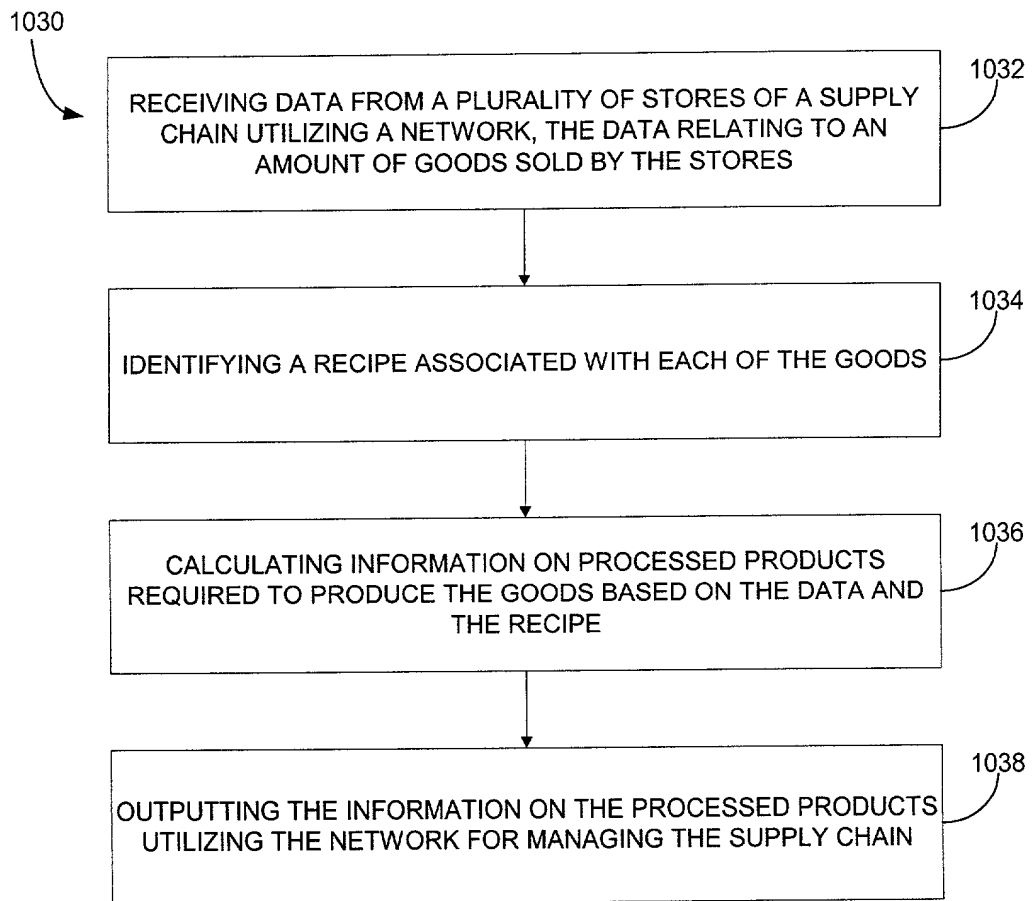 1030
1032
RECEIVING DATA FROM A PLURALITY OF STORES OF A SUPPLY
CHAIN UTILIZING A NETWORK, THE DATA RELATING TO AN
AMOUNT OF GOODS SOLD BY THE STORES
1034
IDENTIFYING A RECIPE ASSOCIATED WITH EACH OF THE GOODS
1036
CALCULATING INFORMATION ON PROCESSED PRODUCTS
REQUIRED TO PRODUCE THE GOODS BASED ON THE DATA AND
THE RECIPE
1038
OUTPUTTING THE INFORMATION ON THE PROCESSED PRODUCTS
UTILIZING THE NETWORK FOR MANAGING THE SUPPLY CHAIN